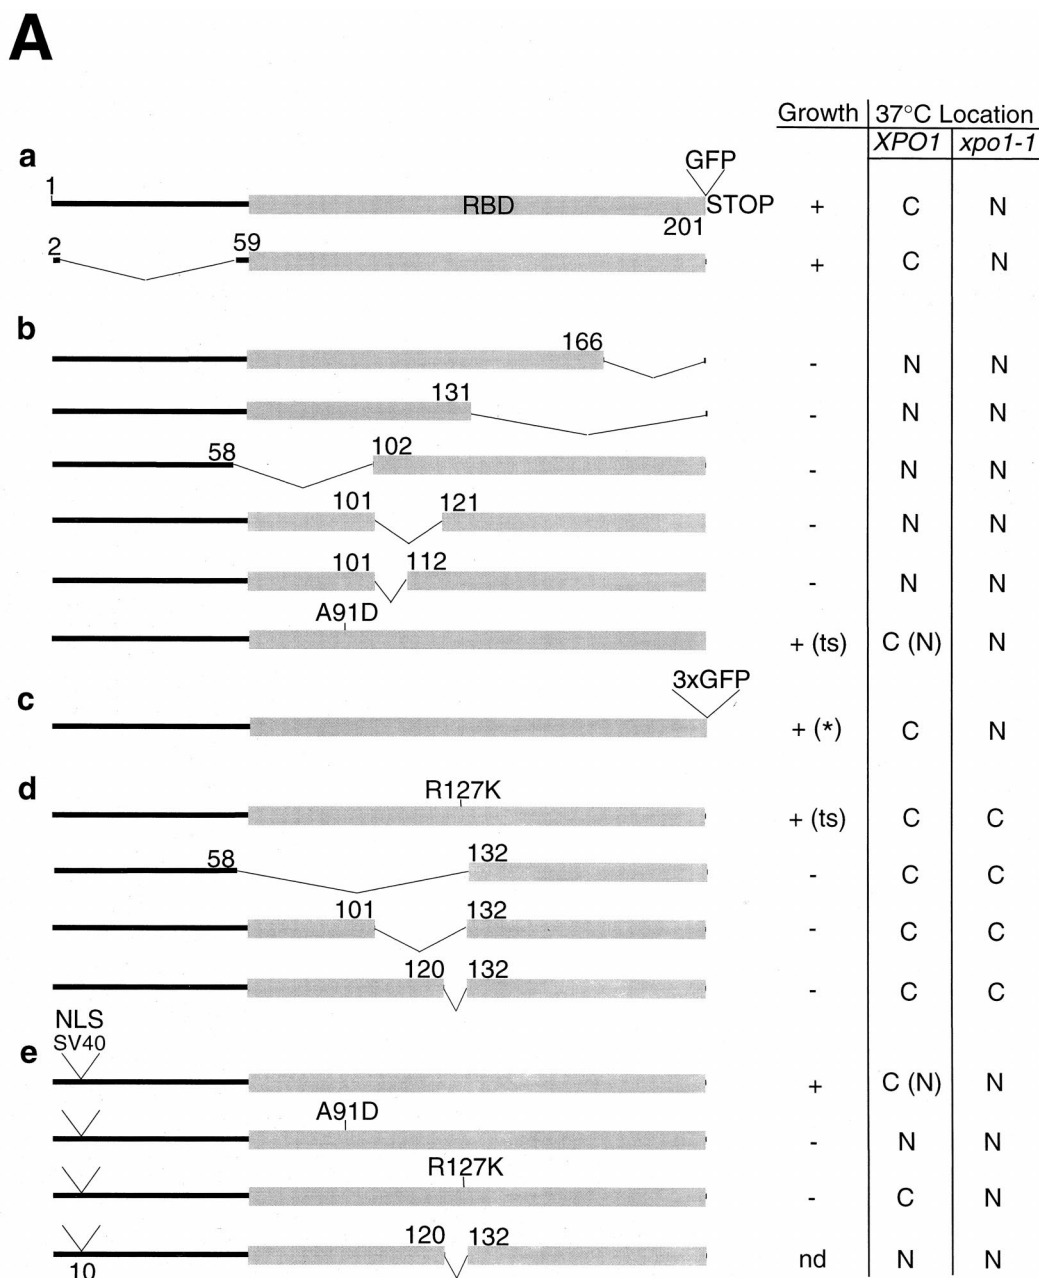 A
Growth 37°C Location
XPO1 xpo1-1
a GFP
1 RBD STOP + C N
201
2 59 + C N
b
166 - N N
131 - N N
58 102 - N N
101 121 - N N
101 112 - N N
A91D + (ts) C (N) N
c 3xGFP
+ (*) C N
d R127K
+ (ts) C C
58 132 - C C
101 132 - C C
120 132 - C C
NLS
SV40
e + C (N) N
A91D - N N
R127K - C N
120 132 nd N N
10